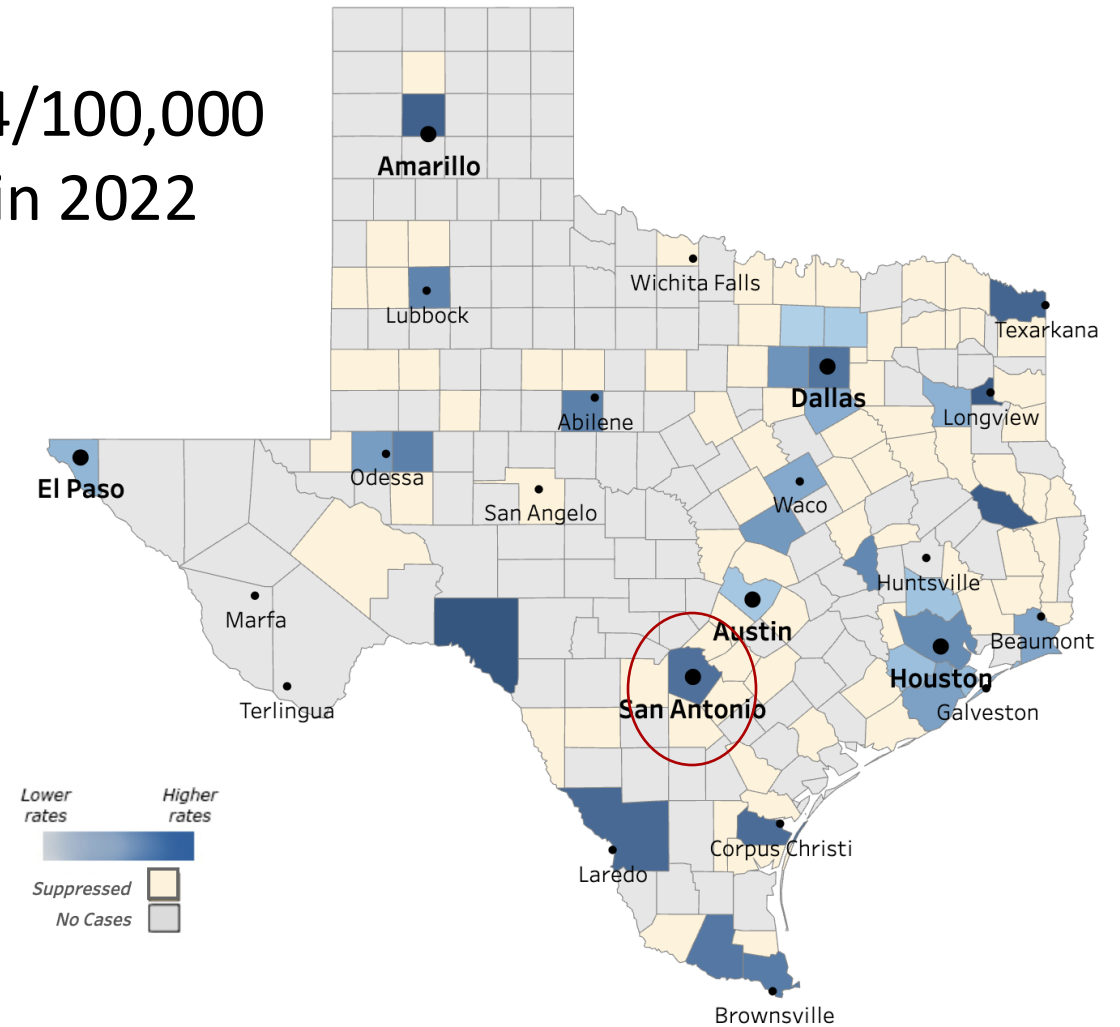 4/100,000
in 2022
Amarillo
Wichita Falls
Lubbock
Texarkana
Dallas
Abilene
Longview
Odessa
El Paso
San Angelo
Waco
Huntsville
Marfa
Austin
Beaumont
Houston
Terlingua
San Antonio
Galveston
Lower
rates
Higher
rates
Corpus Christi
Laredo
Suppressed
No Cases
Brownsville